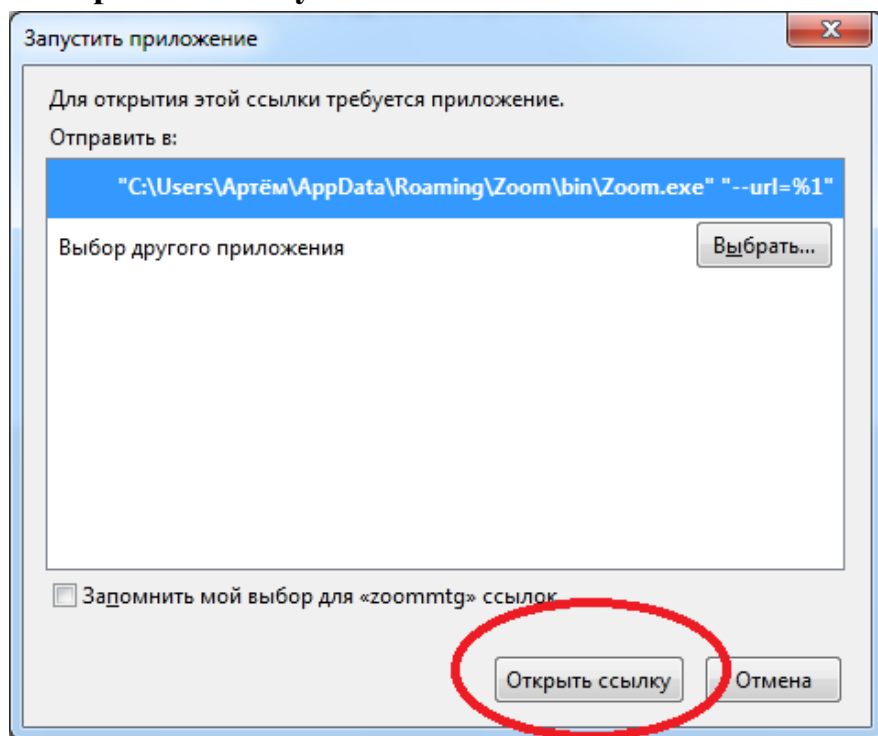 Запустить приложение
Для открытия этой ссылки требуется приложение.
Отправить в:
"C:\Users\Артём\AppData\Roaming\Zoom\bin\Zoom.exe" "--url=%1"
Выбор другого приложения
Выбрать...
Запомнить мой выбор для «zoommtg» ссылок
Открыть ссылку
Отмена